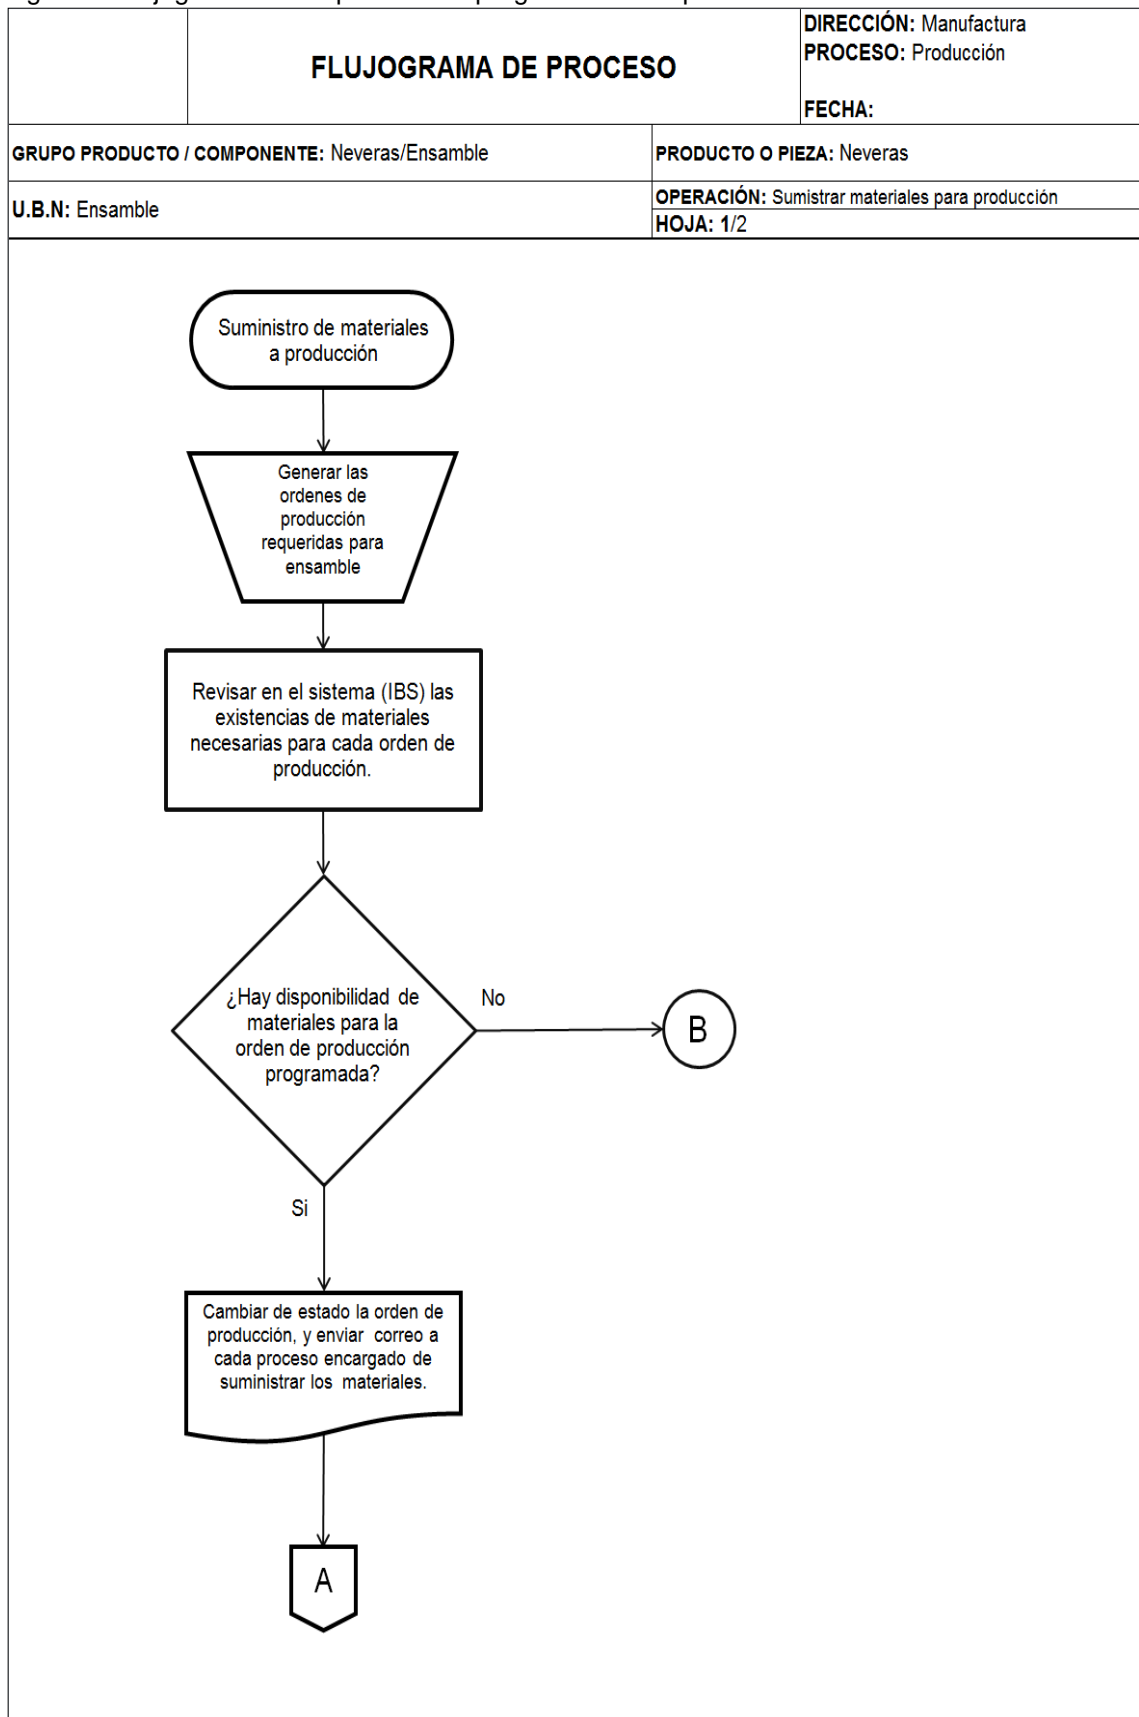 DIRECCIÓN: Manufactura
PROCESO: Producción
FLUJOGRAMA DE PROCESO
FECHA:
GRUPO PRODUCTO / COMPONENTE: Neveras/Ensamble
PRODUCTO O PIEZA: Neveras
U.B.N: Ensamble
OPERACIÓN: Sumistrar materiales para producción
HOJA: 1/2
Suministro de materiales
a producción
Generar las
ordenes de
producción
requeridas para
ensamble
Revisar en el sistema (IBS) las
existencias de materiales
necesarias para cada orden de
producción.
¿Hay disponibilidad de
materiales para la
orden de producción
programada?
No
B
Si
Cambiar de estado la orden de
producción, y enviar correo a
cada proceso encargado de
suministrar los materiales.
A